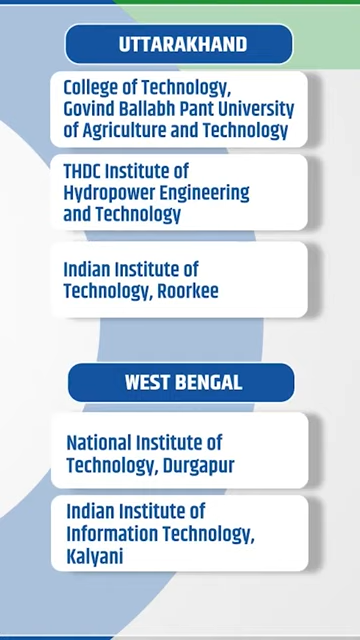 UTTARAKHAND
College of Technology,
Govind Ballabh Pant University
of Agriculture and Technology
THDC Institute of
Hydropower Engineering
and Technology
Indian Institute of
Technology, Roorkee
WEST BENGAL
National Institute of
Technology, Durgapur
Indian Institute of
Information Technology,
Kalyani